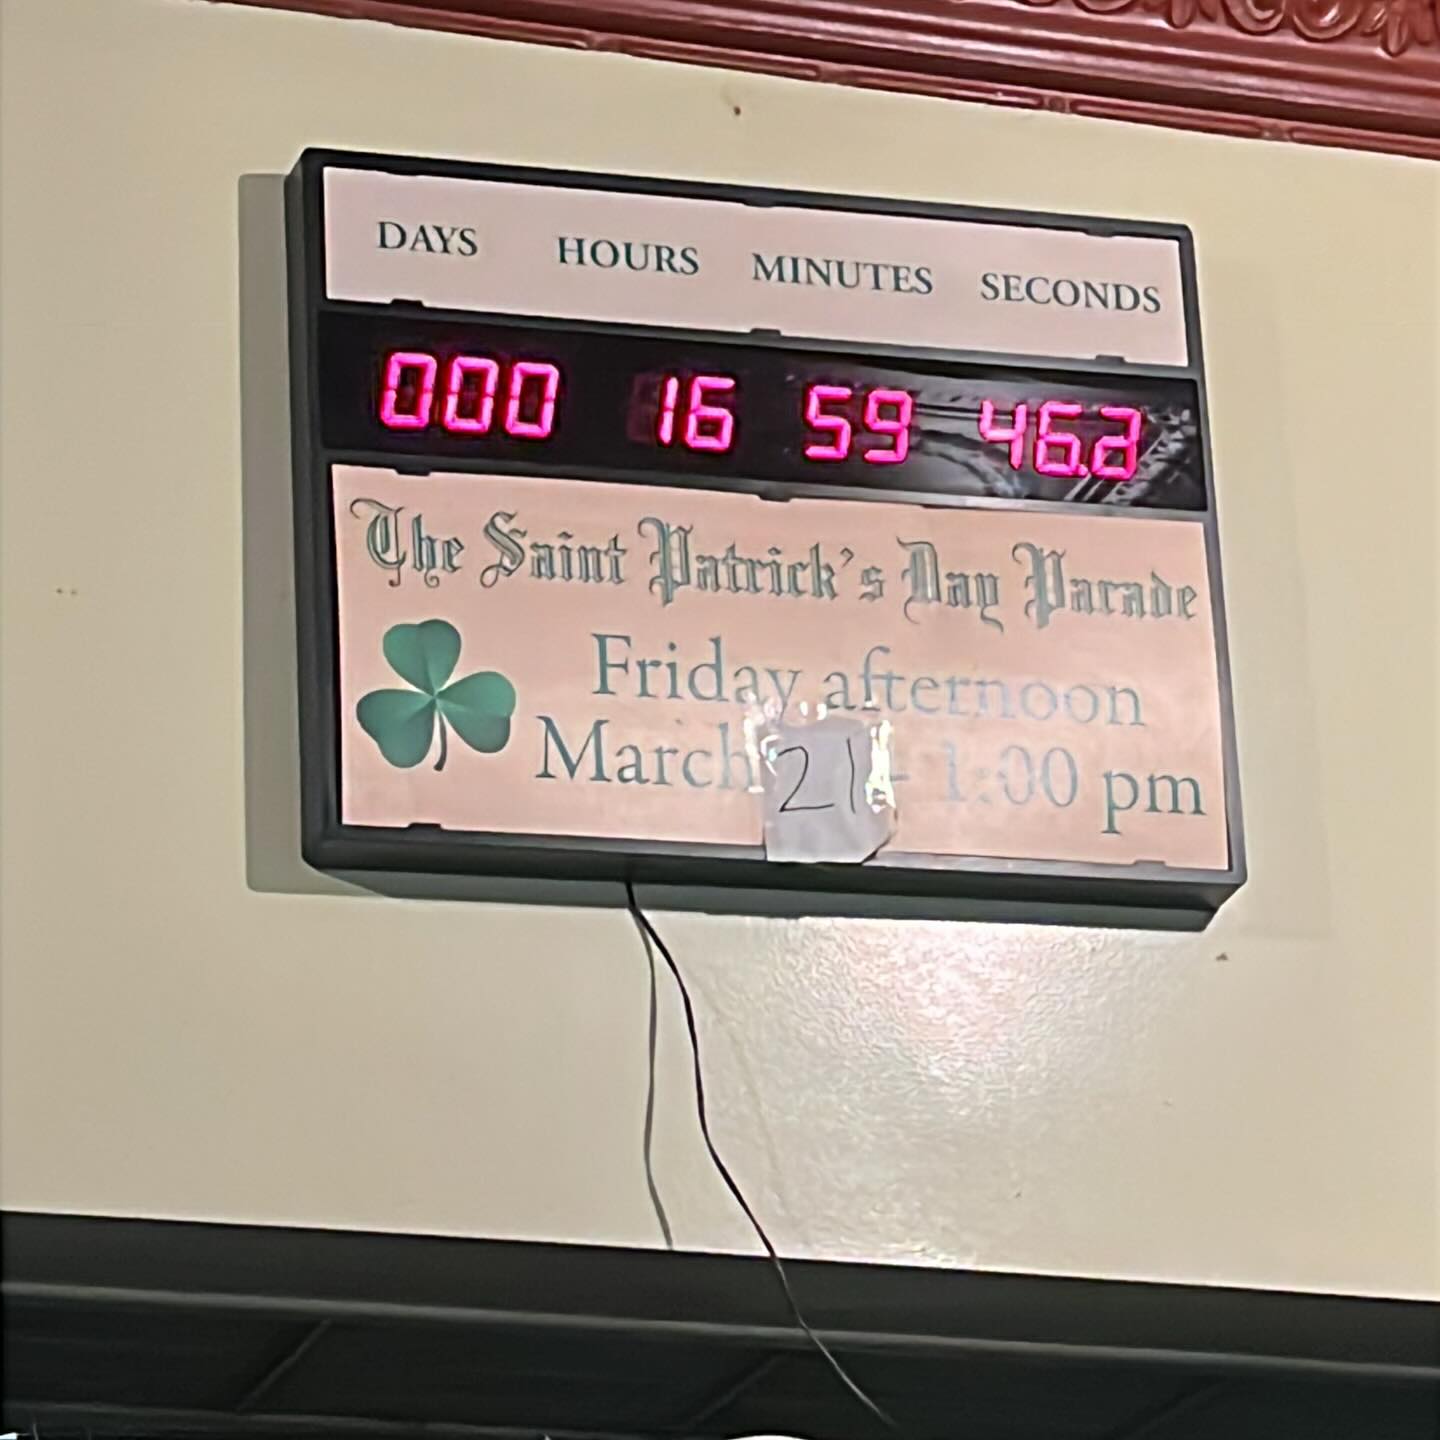 DAYS HOURS MINUTES SECONDS
000 16 59 46.
The Saint Patrick's Day Parade
Friday afternoon
March 21 - 1:00 pm